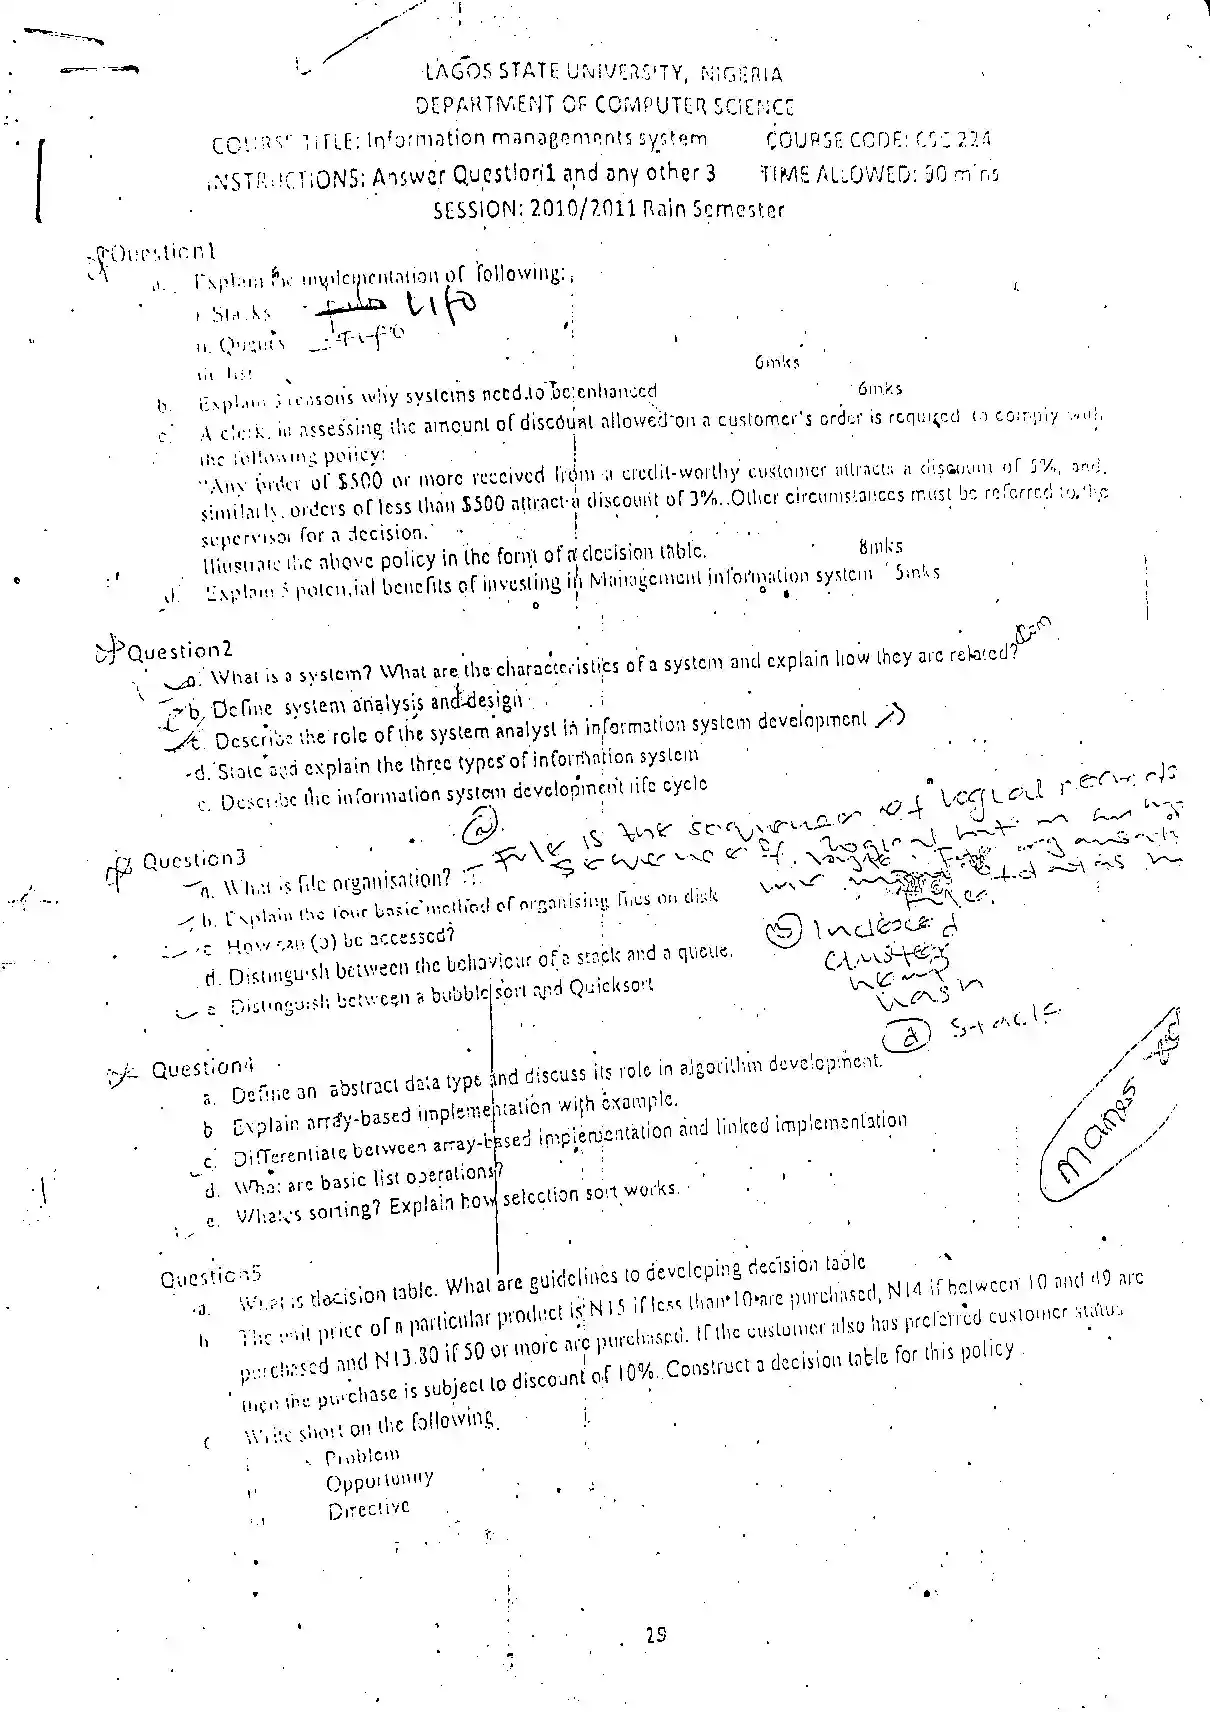 LAGOS STATE UNIVERSITY, NIGERIA
DEPARTMENT OF COMPUTER SCIENCE
COURSE TITLE: Information managements system COURSE CODE: CSC 224
INSTRUCTIONS: Answer Question1 and any other 3 TIME ALLOWED: 90 mins
SESSION: 2010/2011 Rain Semester
Question1
a. Explain the implementation of following:
i. Stacks LIFO
ii. Queues FIFO
iii. list 6mks
b. Explain 3 reasons why systems need to be enhanced 6mks
c. A clerk, in assessing the amount of discount allowed on a customer's order is required to comply with
the following policy:
"Any order of $500 or more received from a credit-worthy customer attracts a discount of 5%, and,
similarly, orders of less than $500 attract a discount of 3%. Other circumstances must be referred to the
supervisor for a decision.
Illustrate the above policy in the form of a decision table. 8mks
d. Explain 5 potential benefits of investing in Management information system 5mks
Question2
a. What is a system? What are the characteristics of a system and explain how they are related?
b. Define system analysis and design
c. Describe the role of the system analyst in information system development
d. State and explain the three types of information system
e. Describe the information system development life cycle
Question3
(a) File is the sequence of logical records
a. What is file organisation?
b. Explain the four basic method of organising files on disk
c. How can (b) be accessed?
(b) Indexed
cluster
heap
hash
d. Distinguish between the behaviour of a stack and a queue.
e. Distinguish between a bubble sort and Quicksort
(d) Stack
Question4
a. Define an abstract data type and discuss its role in algorithm development.
b Explain array-based implementation with example.
c. Differentiate between array-based implementation and linked implementation
d. What are basic list operations?
e. What's sorting? Explain how selection sort works.
Question5
a. What is decision table. What are guidelines to developing decision table
b The unit price of a particular product is N15 if less than 10 are purchased, N14 if between 10 and 49 are
purchased and N13.80 if 50 or more are purchased. If the customer also has preferred customer status
then the purchase is subject to discount of 10%. Construct a decision table for this policy.
c Write short on the following
i Problem
ii Opportunity
iii Directive
29